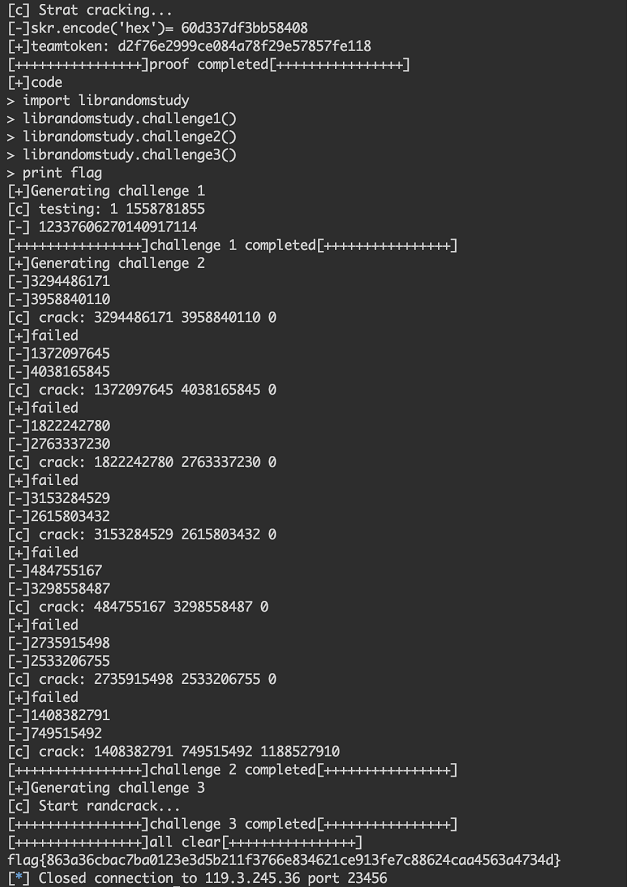 [c] Strat cracking...
[-]skr.encode('hex')= 60d337df3bb58408
[+]teamtoken: d2f76e2999ce084a78f29e57857fe118
[++++++++++++++++]proof completed[++++++++++++++++]
[+]code
> import librandomstudy
> librandomstudy.challenge1()
> librandomstudy.challenge2()
> librandomstudy.challenge3()
> print flag
[+]Generating challenge 1
[c] testing: 1 1558781855
[-] 12337606270140917114
[++++++++++++++++]challenge 1 completed[++++++++++++++++]
[+]Generating challenge 2
[-]3294486171
[-]3958840110
[c] crack: 3294486171 3958840110 0
[+]failed
[-]1372097645
[-]4038165845
[c] crack: 1372097645 4038165845 0
[+]failed
[-]1822242780
[-]2763337230
[c] crack: 1822242780 2763337230 0
[+]failed
[-]3153284529
[-]2615803432
[c] crack: 3153284529 2615803432 0
[+]failed
[-]484755167
[-]3298558487
[c] crack: 484755167 3298558487 0
[+]failed
[-]2735915498
[-]2533206755
[c] crack: 2735915498 2533206755 0
[+]failed
[-]1408382791
[-]749515492
[c] crack: 1408382791 749515492 1188527910
[++++++++++++++++]challenge 2 completed[++++++++++++++++]
[+]Generating challenge 3
[c] Start randcrack...
[++++++++++++++++]challenge 3 completed[++++++++++++++++]
[++++++++++++++++]all clear[++++++++++++++++]
flag{863a36cbac7ba0123e3d5b211f3766e834621ce913fe7c88624caa4563a4734d}
[*] Closed connection to 119.3.245.36 port 23456